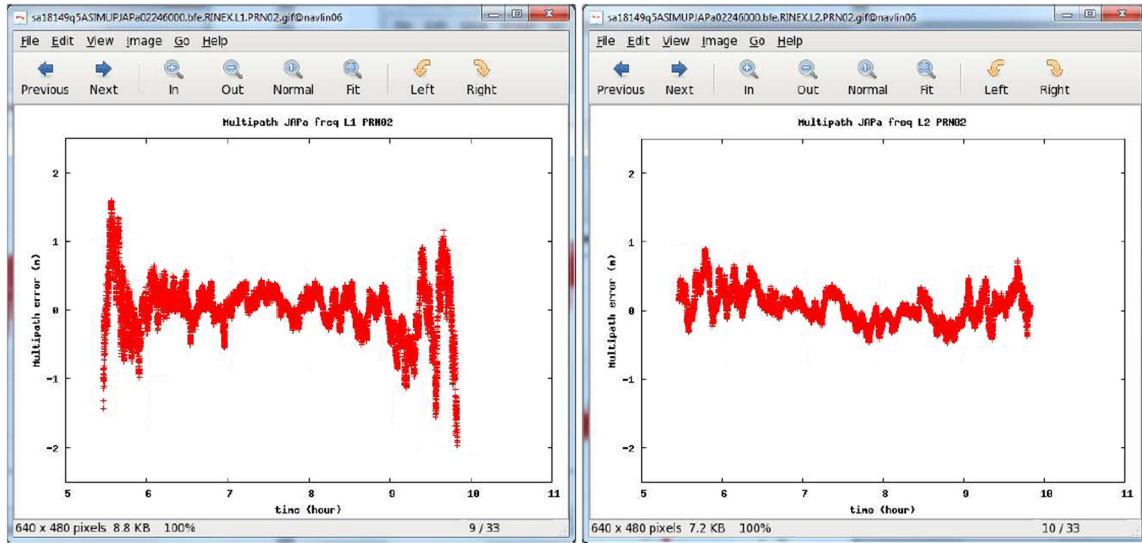 sa18149q5ASIMUPJAPa02246000.bfe.RINEX.L1.PRN02.gif@navlin06
File Edit View Image Go Help
Previous Next In Out Normal Fit Left Right
Multipath JAPa freq L1 PRN02
Multipath error (m)
2
1
0
-1
-2
5 6 7 8 9 10 11
time (hour)
640 x 480 pixels 8.8 KB 100% 9 / 33
sa18149q5ASIMUPJAPa02246000.bfe.RINEX.L2.PRN02.gif@navlin06
File Edit View Image Go Help
Previous Next In Out Normal Fit Left Right
Multipath JAPa freq L2 PRN02
Multipath error (m)
2
1
0
-1
-2
5 6 7 8 9 10 11
time (hour)
640 x 480 pixels 7.2 KB 100% 10 / 33